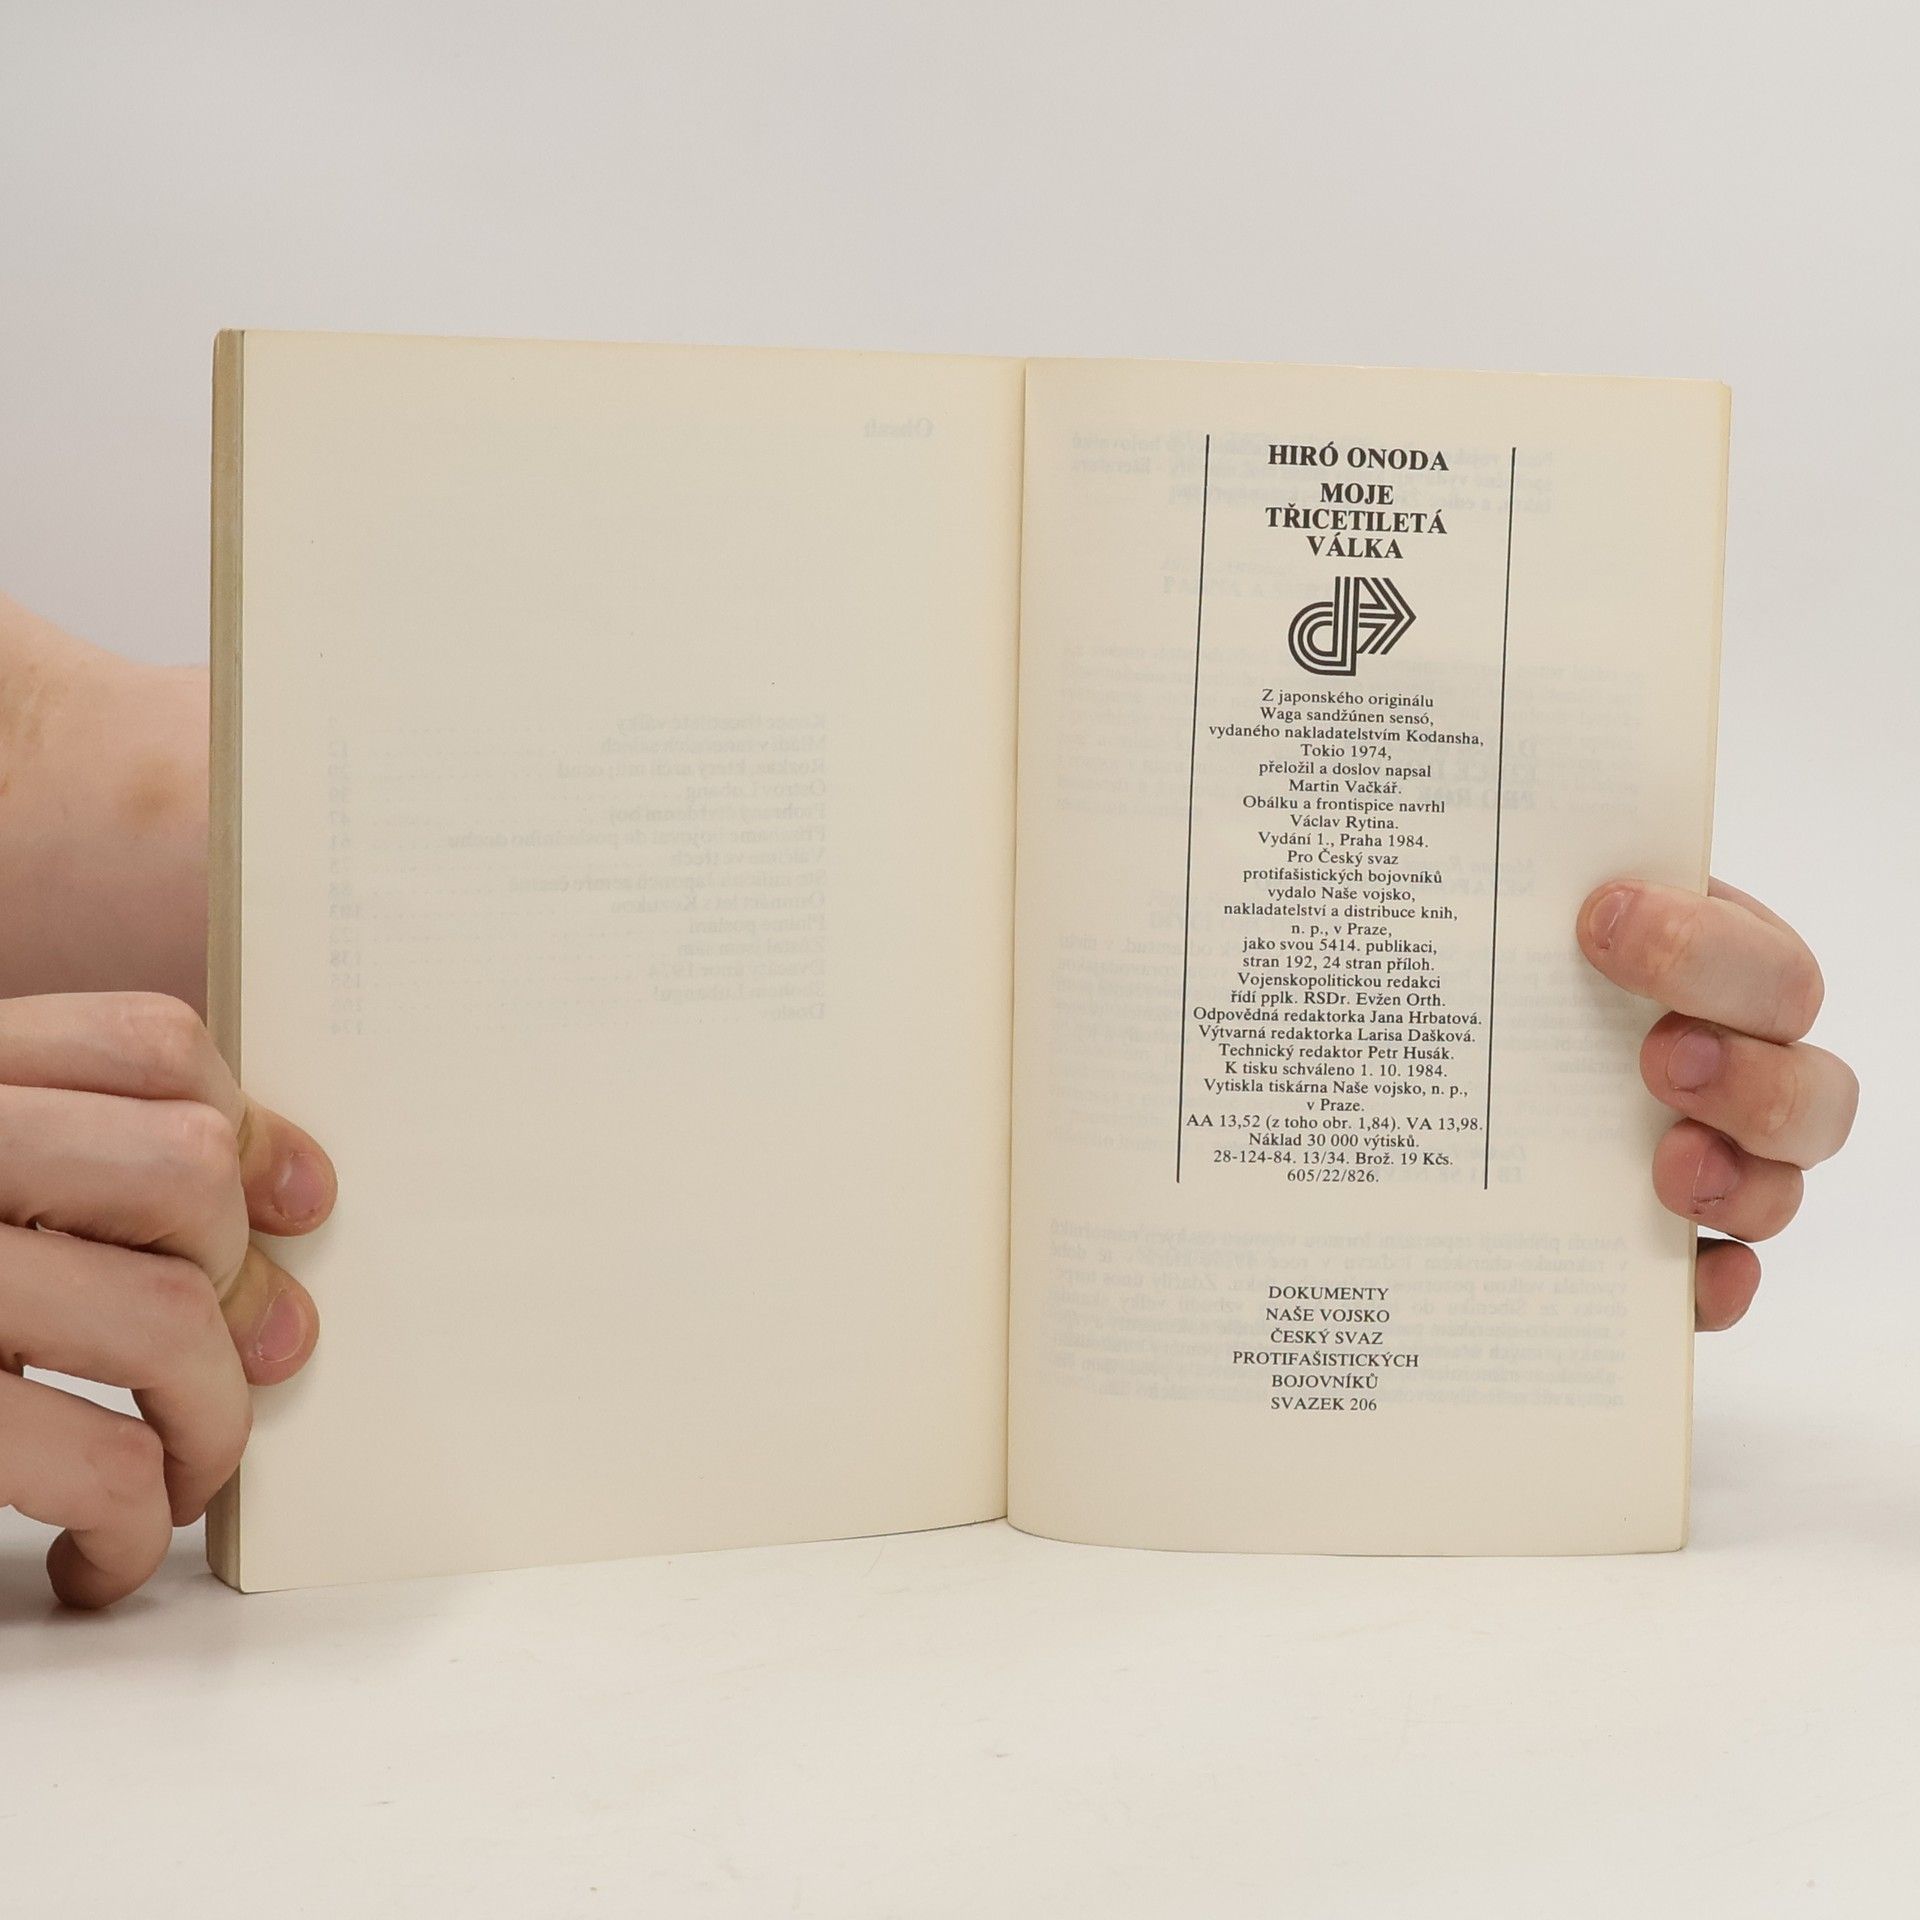 HIRÓ ONODA
MOJE
TŘICETILETÁ
VÁLKA
Z japonského originálu
Waga sandžúnen sensó,
vydaného nakladatelstvím Kodansha,
Tokio 1974,
přeložil a doslov napsal
Martin Vačkář.
Obálku a frontispice navrhl
Václav Rytina.
Vydání 1., Praha 1984.
Pro Český svaz
protifašistických bojovníků
vydalo Naše vojsko,
nakladatelství a distribuce knih,
n. p., v Praze,
jako svou 5414. publikaci,
stran 192, 24 stran příloh.
Vojenskopolitickou redakci
řídí pplk. RSDr. Evžen Orth.
Odpovědná redaktorka Jana Hrbatová.
Výtvarná redaktorka Larisa Dašková.
Technický redaktor Petr Husák.
K tisku schváleno 1. 10. 1984.
Vytiskla tiskárna Naše vojsko, n. p.,
v Praze.
AA 13,52 (z toho obr. 1,84). VA 13,98.
Náklad 30 000 výtisků.
28-124-84. 13/34. Brož. 19 Kčs.
605/22/826.
DOKUMENTY
NAŠE VOJSKO
ČESKÝ SVAZ
PROTIFAŠISTICKÝCH
BOJOVNÍKŮ
SVAZEK 206